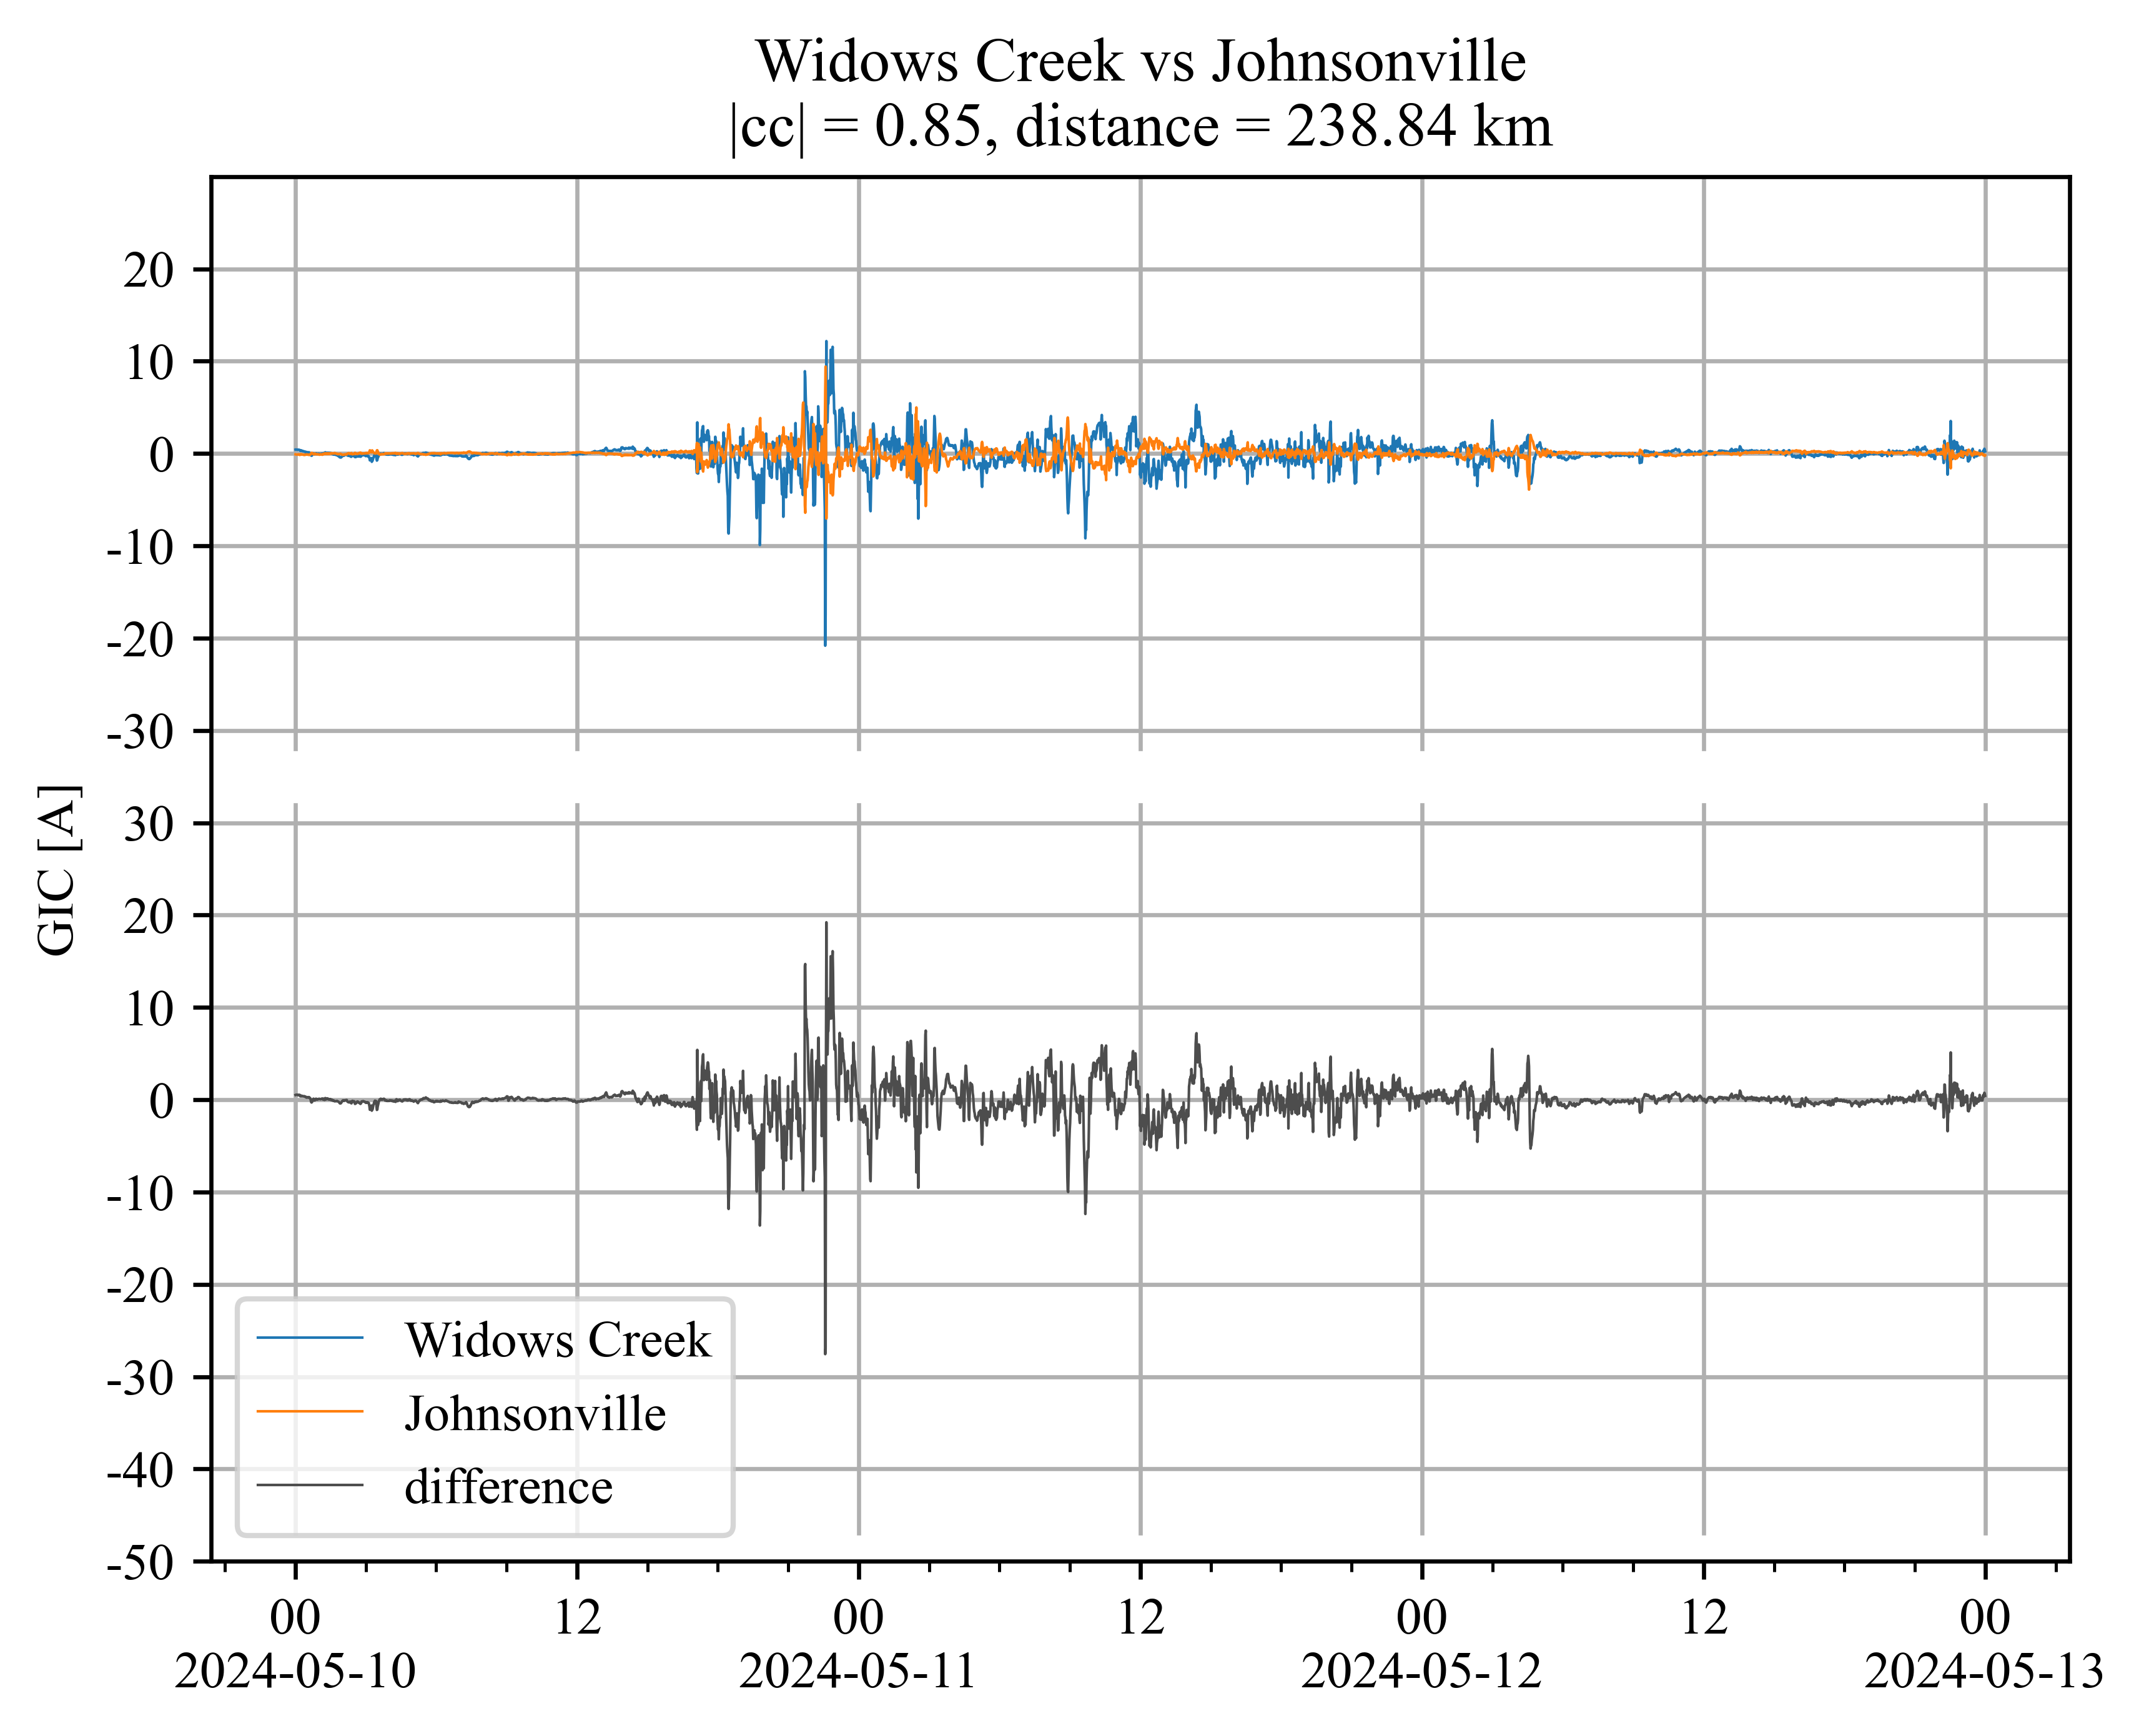 Widows Creek vs Johnsonville
|cc| = 0.85, distance = 238.84 km
GIC [A]
20
10
0
-10
-20
-30
30
20
10
0
-10
-20
-30
-40
-50
Widows Creek
Johnsonville
difference
00 12 00 12 00 12 00
2024-05-10 2024-05-11 2024-05-12 2024-05-13